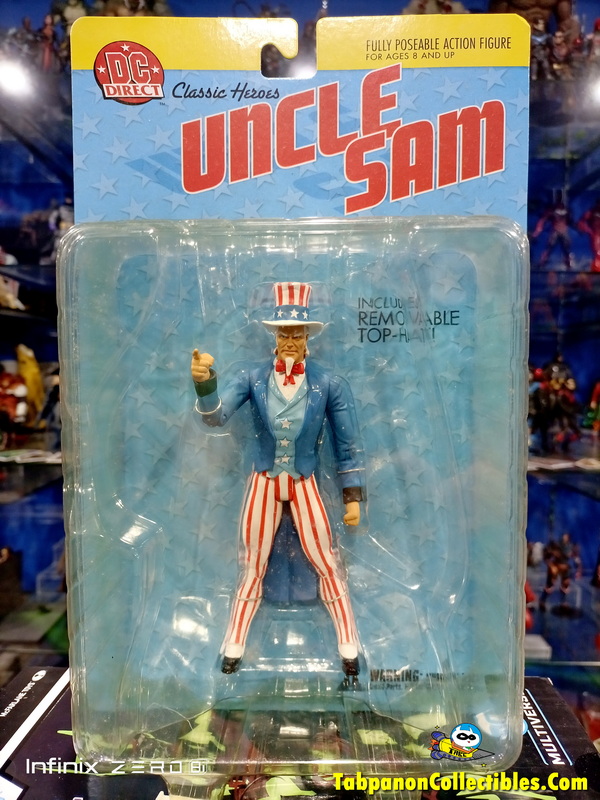 DC
DIRECT
FULLY POSEABLE ACTION FIGURE
FOR AGES 8 AND UP
Classic Heroes
UNCLE
SAM
INCLUDES
REMOVABLE
TOP-HAT!
WARNING:
MULTIVERSE
Infinix ZERO 8i
TabpanonCollectibles.Com